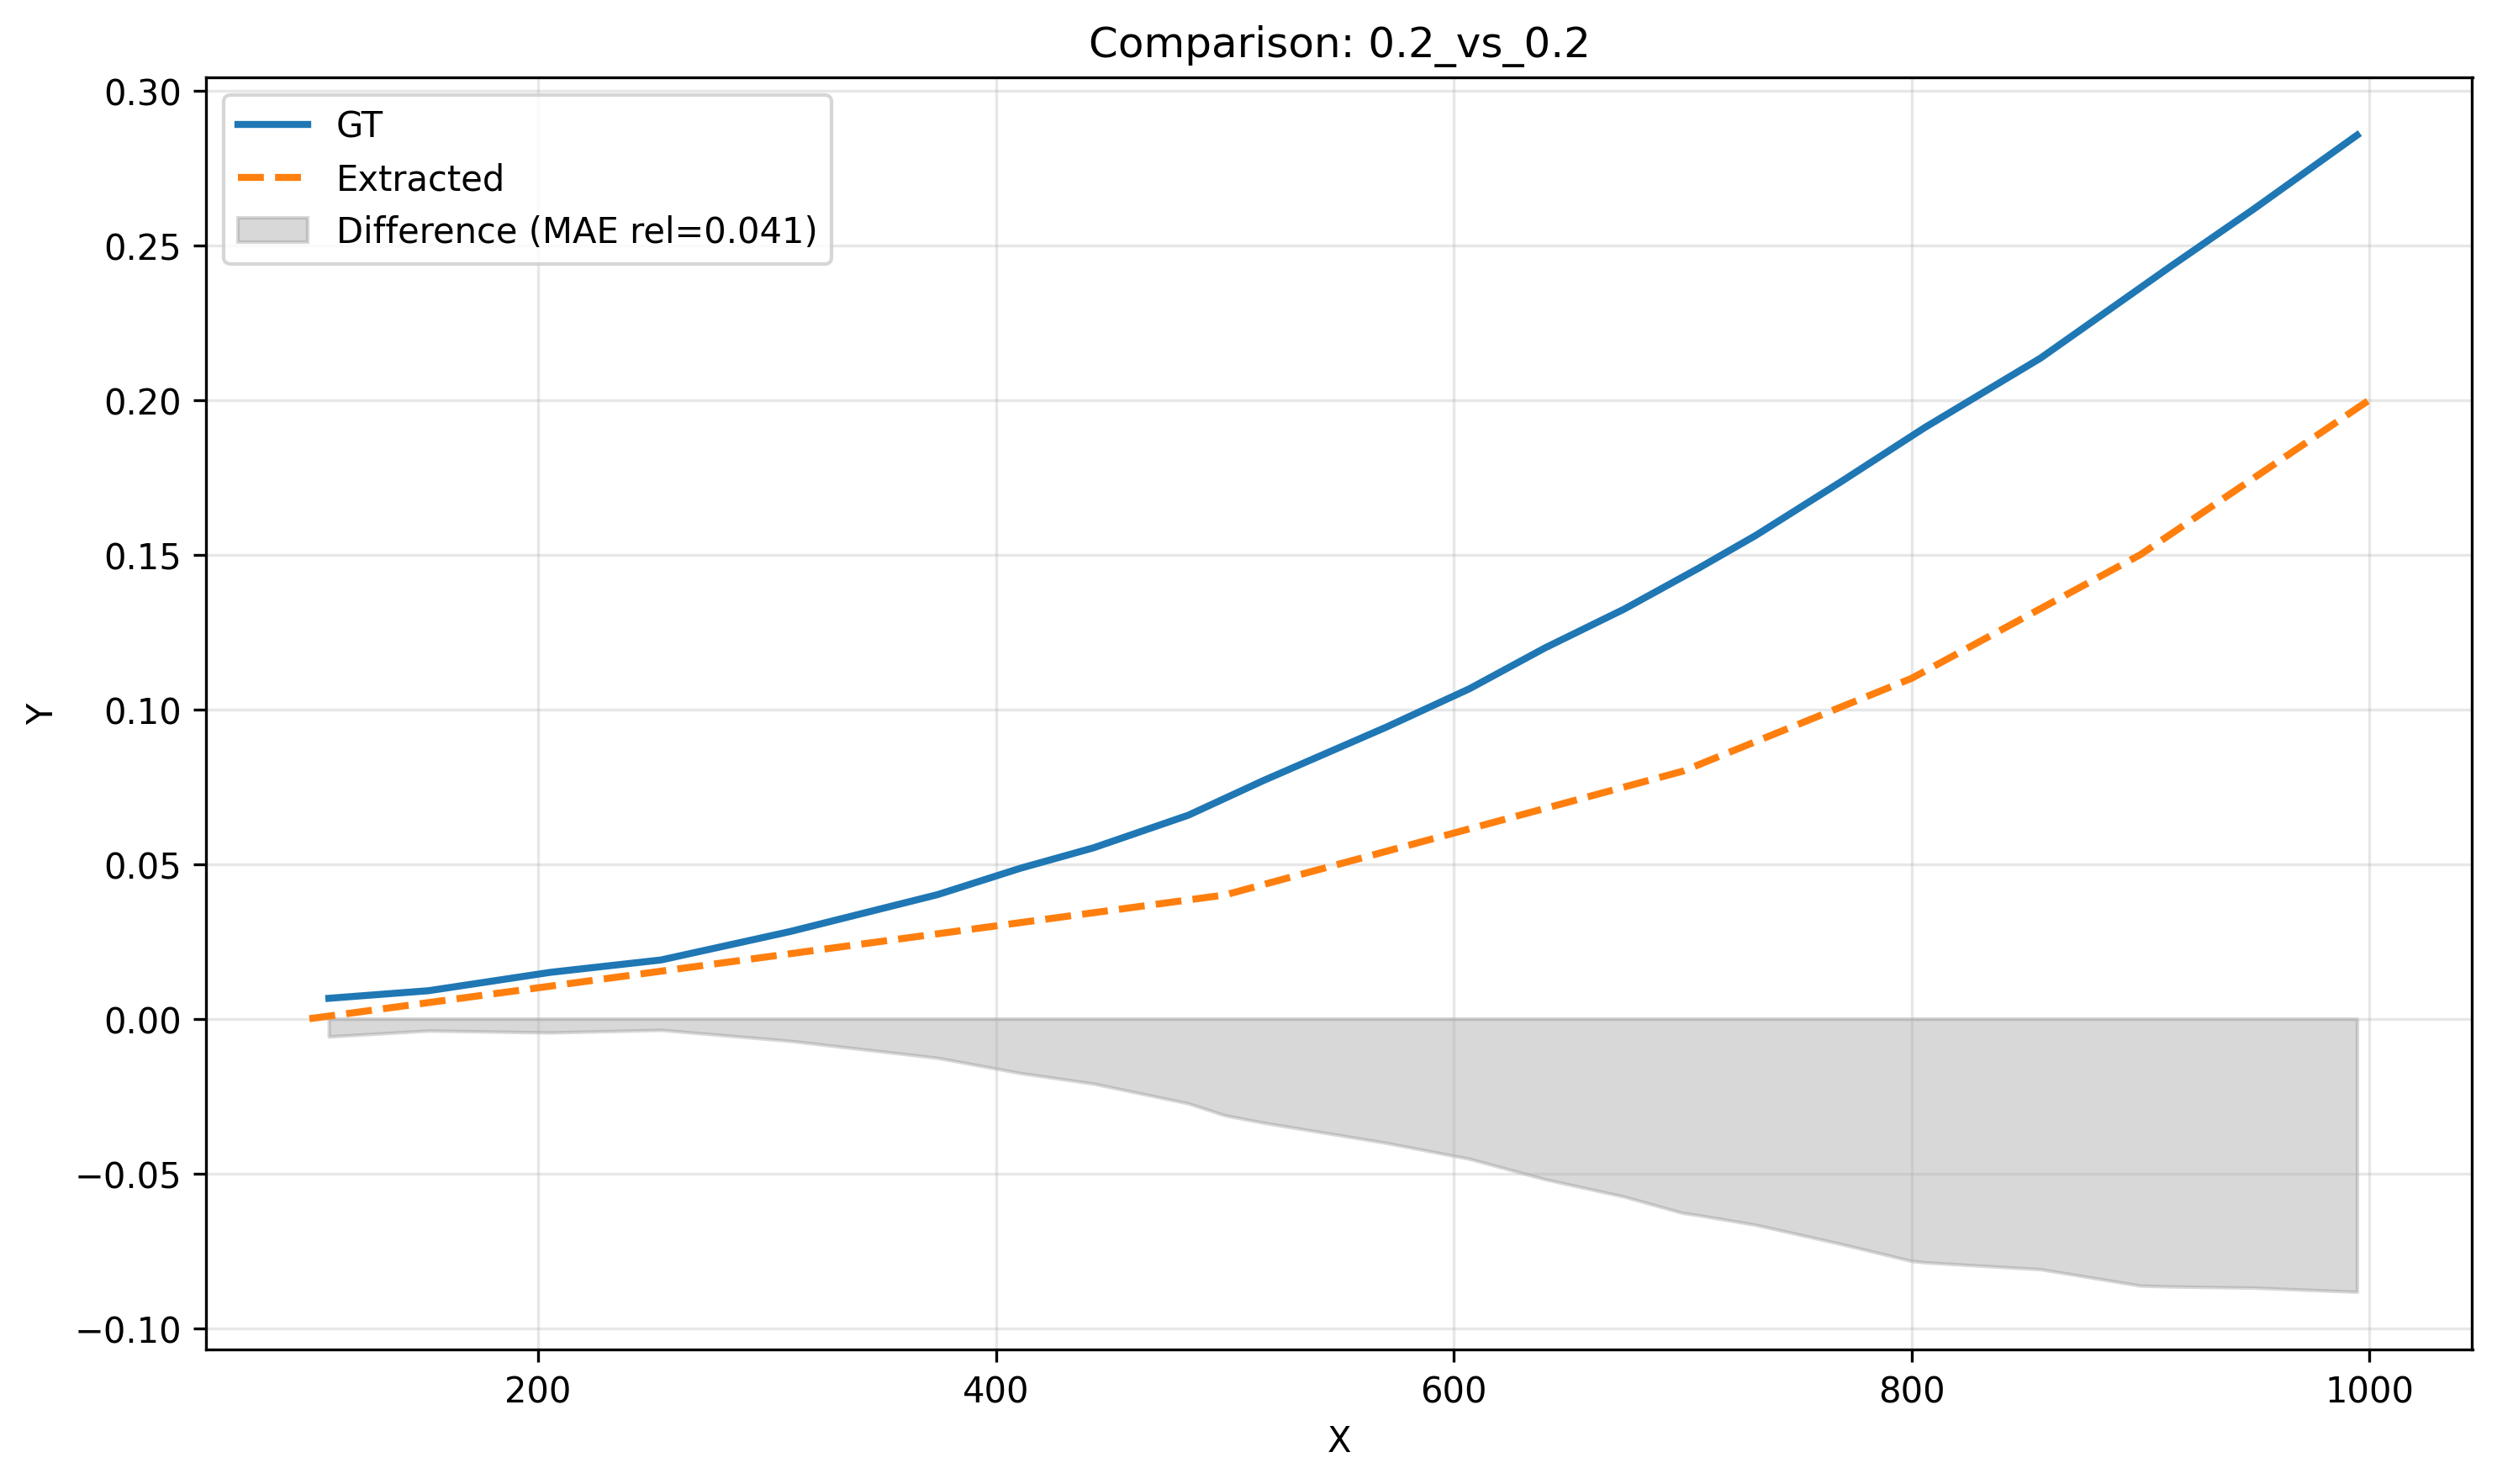 Comparison: 0.2_vs_0.2
0.30
0.25
0.20
0.15
0.10
0.05
0.00
−0.05
−0.10
Y
GT
Extracted
Difference (MAE rel=0.041)
200
400
600
800
1000
X